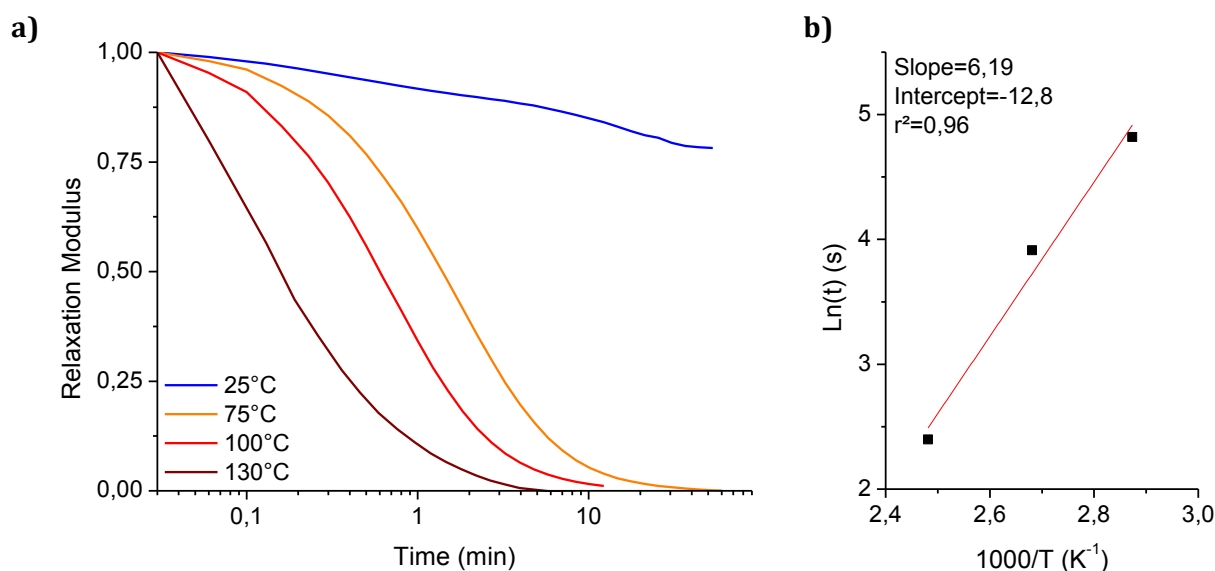 a)
1,00
0,75
0,50
0,25
0,00
Relaxation Modulus
25°C
75°C
100°C
130°C
0,1
1
10
Time (min)
b)
Slope=6,19
Intercept=-12,8
r²=0,96
5
4
3
2
Ln(t) (s)
2,4
2,6
2,8
3,0
1000/T (K⁻¹)